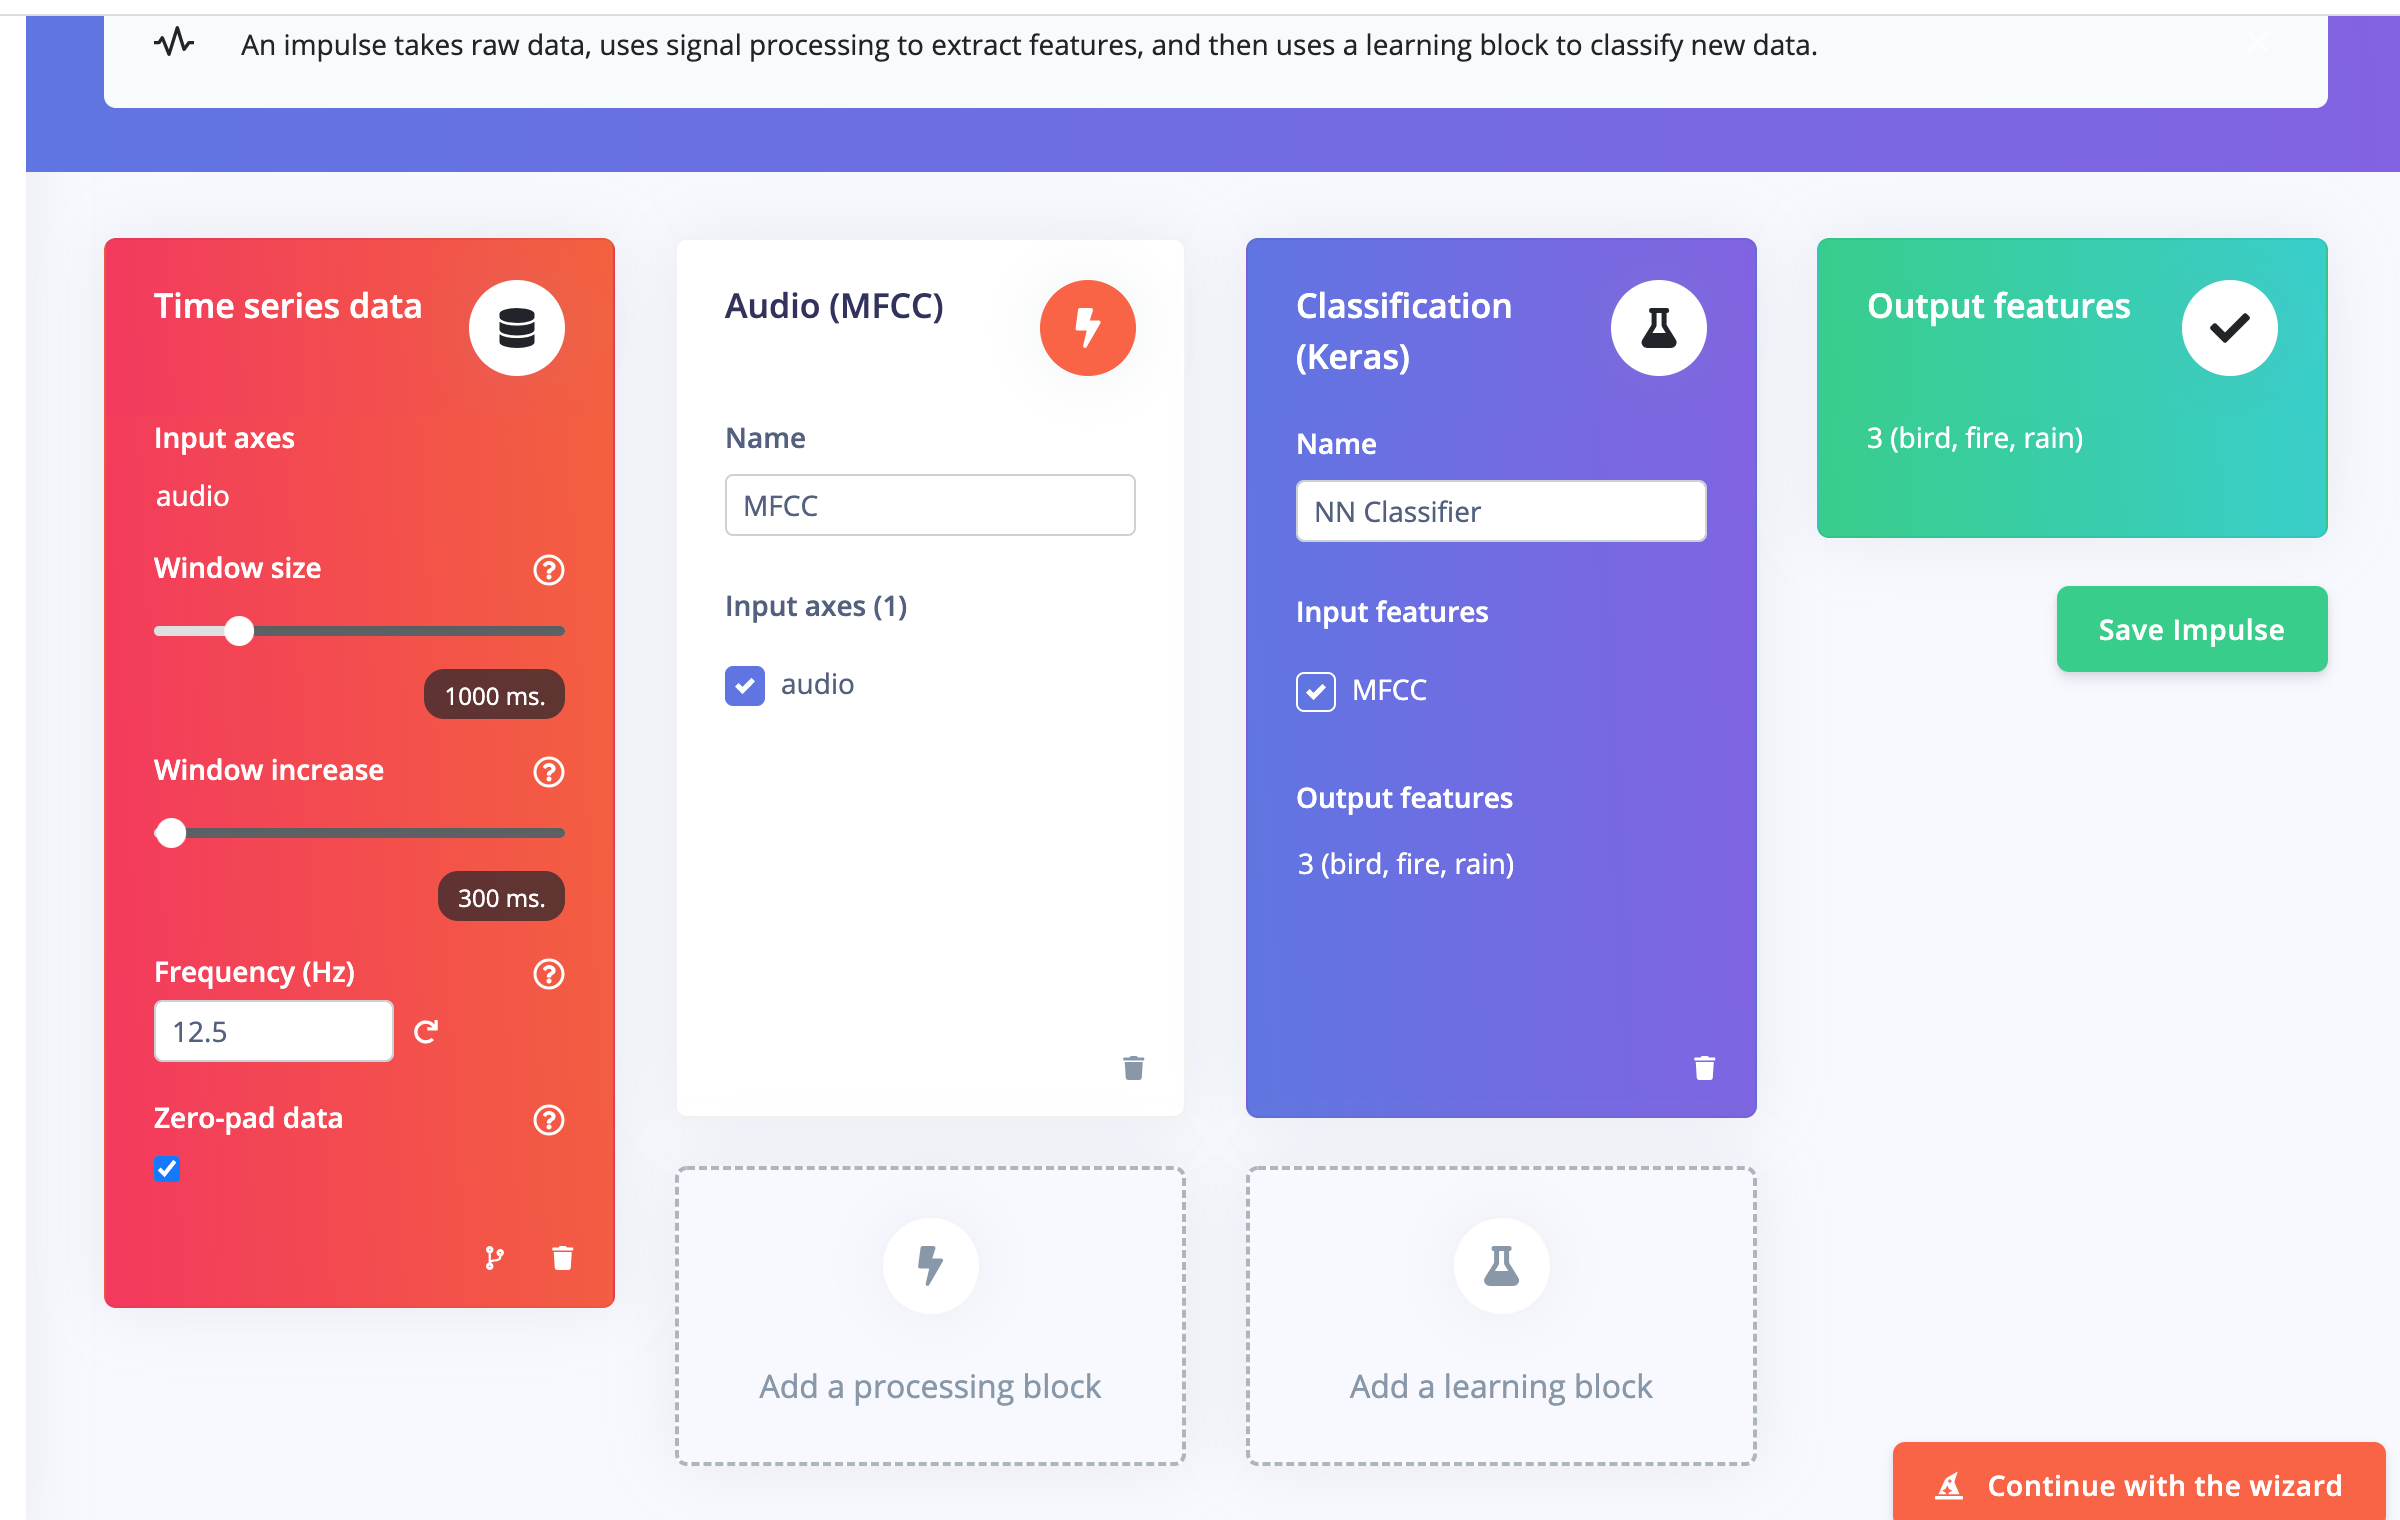 An impulse takes raw data, uses signal processing to extract features, and then uses a learning block to classify new data.
Time series data
Input axes
audio
Window size
1000 ms.
Window increase
300 ms.
Frequency (Hz)
12.5
Zero-pad data
Audio (MFCC)
Name
MFCC
Input axes (1)
audio
Add a processing block
Classification
(Keras)
Name
NN Classifier
Input features
MFCC
Output features
3 (bird, fire, rain)
Add a learning block
Output features
3 (bird, fire, rain)
Save Impulse
Continue with the wizard